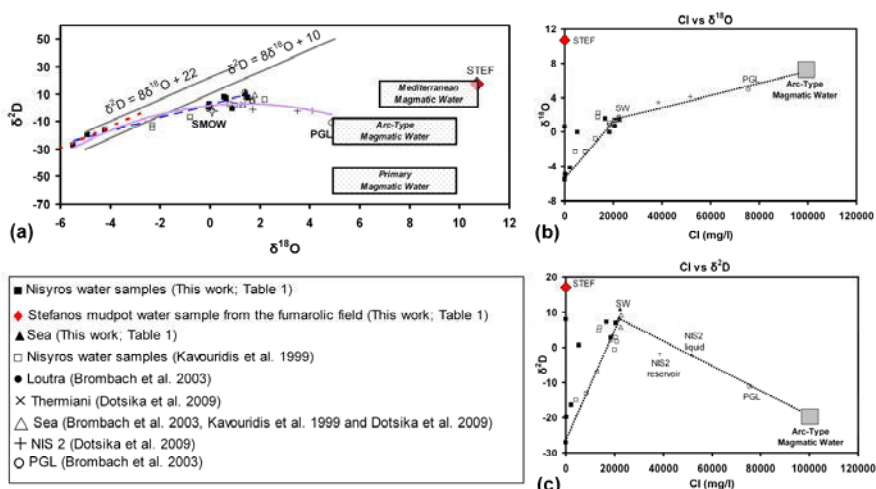 50
30
10
-10
-30
-50
-70
δ²D
δ²D = 8δ¹⁸O + 22
δ²D = 8δ¹⁸O + 10
STEF
Mediterranean
Magmatic Water
SMOW
PGL
Arc-Type
Magmatic Water
Primary
Magmatic Water
-6 -4 -2 0 2 4 6 8 10 12
(a)
δ¹⁸O
Cl vs δ¹⁸O
12
8
4
0
-4
-8
δ¹⁸O
STEF
SW
PGL
Arc-Type
Magmatic Water
0 20000 40000 60000 80000 100000 120000
(b)
Cl (mg/l)
Nisyros water samples (This work; Table 1)
Stefanos mudpot water sample from the fumarolic field (This work; Table 1)
Sea (This work; Table 1)
Nisyros water samples (Kavouridis et al. 1999)
Loutra (Brombach et al. 2003)
Thermiani (Dotsika et al. 2009)
Sea (Brombach et al. 2003, Kavouridis et al. 1999 and Dotsika et al. 2009)
NIS 2 (Dotsika et al. 2009)
PGL (Brombach et al. 2003)
Cl vs δ²D
20
10
0
-10
-20
-30
δ²D
STEF
SW
NIS2
liquid
NIS2
reservoir
PGL
Arc-Type
Magmatic Water
0 20000 40000 60000 80000 100000 120000
(c)
Cl (mg/l)